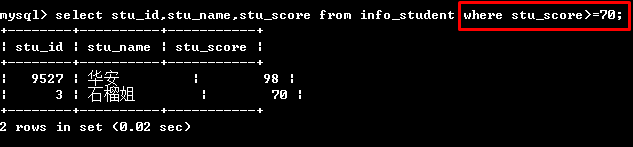 mysql> select stu_id,stu_name,stu_score from info_student where stu_score>=70;
+--------+----------+-----------+
| stu_id | stu_name | stu_score |
+--------+----------+-----------+
|   9527 | 华安         |        98 |
|      3 | 石榴姐         |        70 |
+--------+----------+-----------+
2 rows in set (0.02 sec)